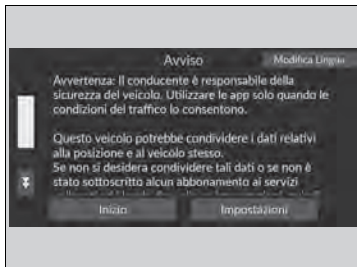 Avviso
Modifica Lingua
Avvertenza: Il conducente è responsabile della
sicurezza del veicolo. Utilizzare le app solo quando le
condizioni del traffico lo consentono.
Questo veicolo potrebbe condividere i dati relativi
alla posizione e al veicolo stesso.
Se non si desidera condividere tali dati o se non è
stato sottoscritto alcun abbonamento ai servizi
Inizio
Impostazioni